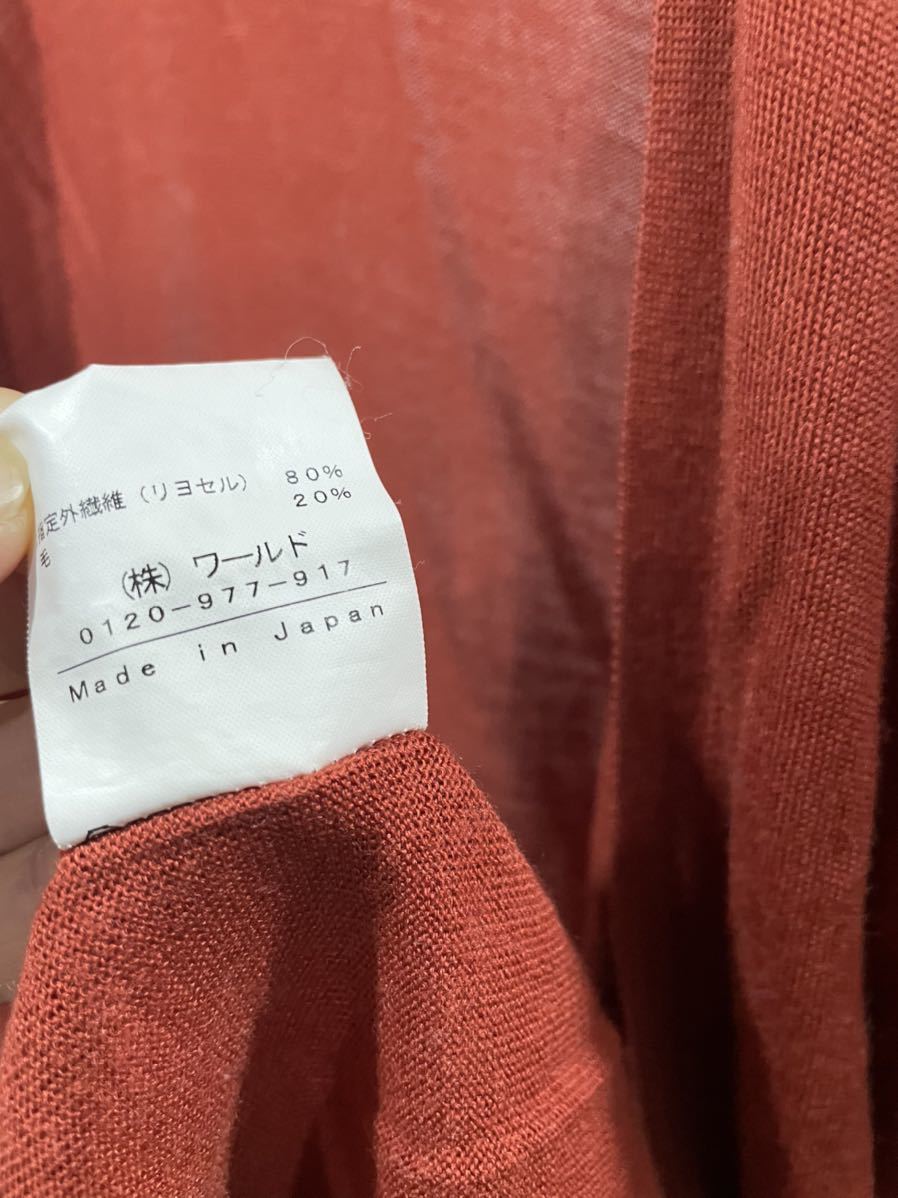 指定外繊維（リヨセル） 80%
毛 20%
（株）ワールド
0120-977-917
Made in Japan